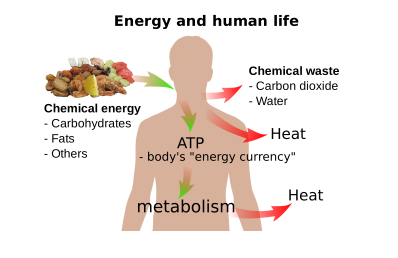 Energy and human life
Chemical energy
- Carbohydrates
- Fats
- Others
Chemical waste
- Carbon dioxide
- Water
Heat
ATP
- body's "energy currency"
metabolism
Heat